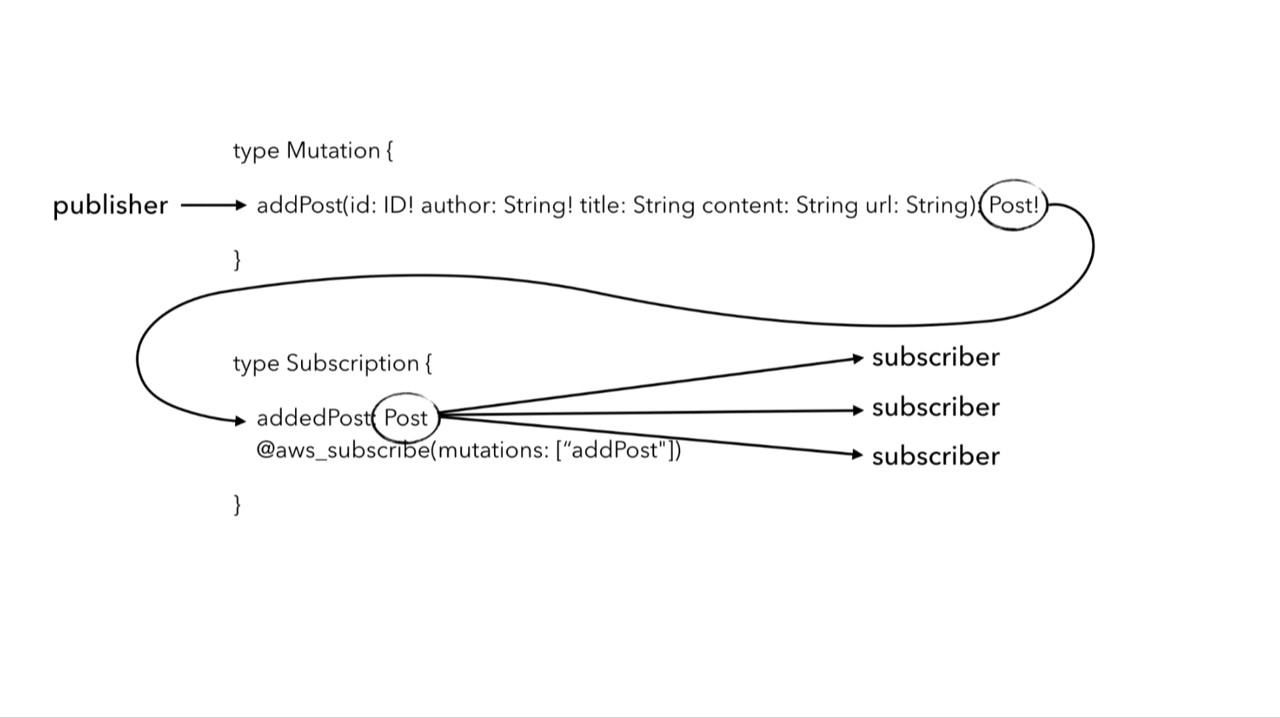 type Mutation {
publisher addPost(id: ID! author: String! title: String content: String url: String): Post!
}
type Subscription {
subscriber
addedPost: Post
subscriber
@aws_subscribe(mutations: [“addPost"])
subscriber
}